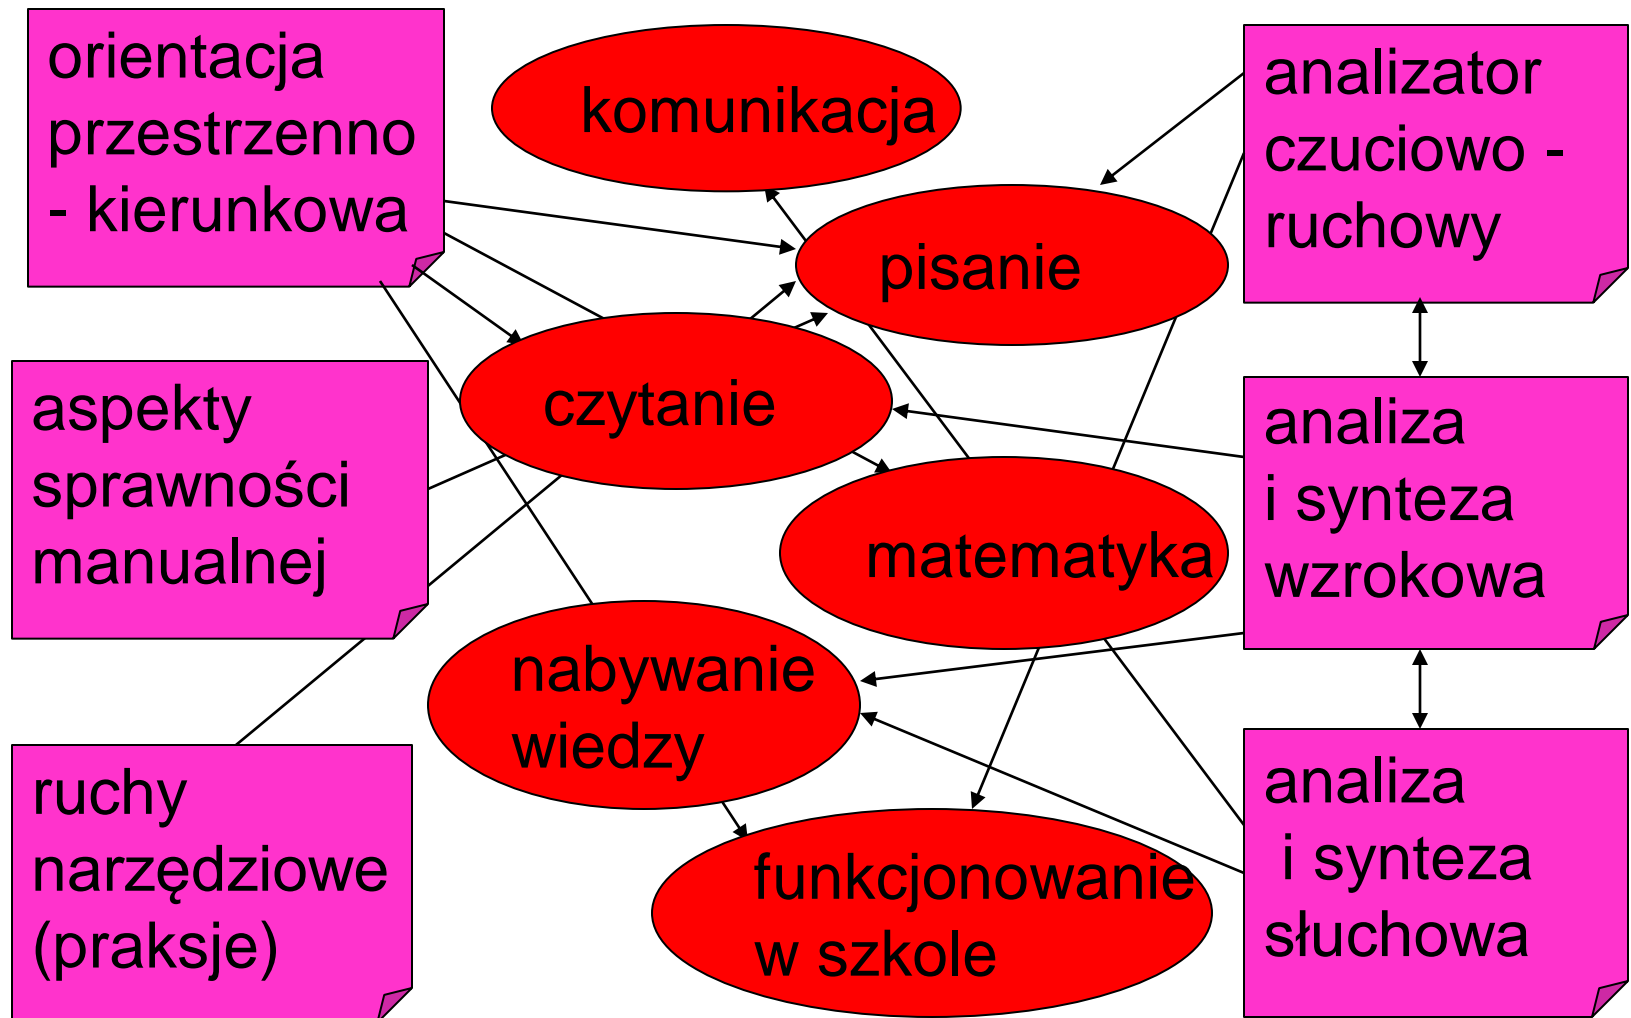 orientacja
przestrzenno
- kierunkowa
komunikacja
analizator
czuciowo -
ruchowy
pisanie
aspekty
sprawności
manualnej
czytanie
analiza
i synteza
wzrokowa
matematyka
nabywanie
wiedzy
ruchy
narzędziowe
(praksje)
funkcjonowanie
w szkole
analiza
i synteza
słuchowa